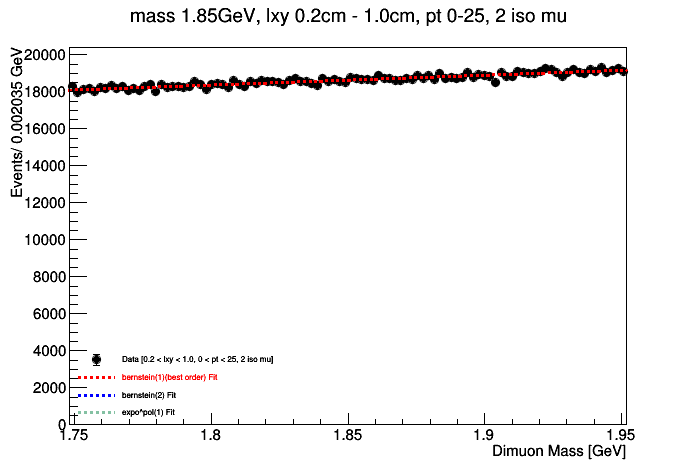 mass 1.85GeV, lxy 0.2cm - 1.0cm, pt 0-25, 2 iso mu
Events/ 0.002035 GeV
20000
18000
16000
14000
12000
10000
8000
6000
4000
2000
0
Data [0.2 < lxy < 1.0, 0 < pt < 25, 2 iso mu]
bernstein(1)(best order) Fit
bernstein(2) Fit
expo^pol(1) Fit
1.75 1.8 1.85 1.9 1.95
Dimuon Mass [GeV]